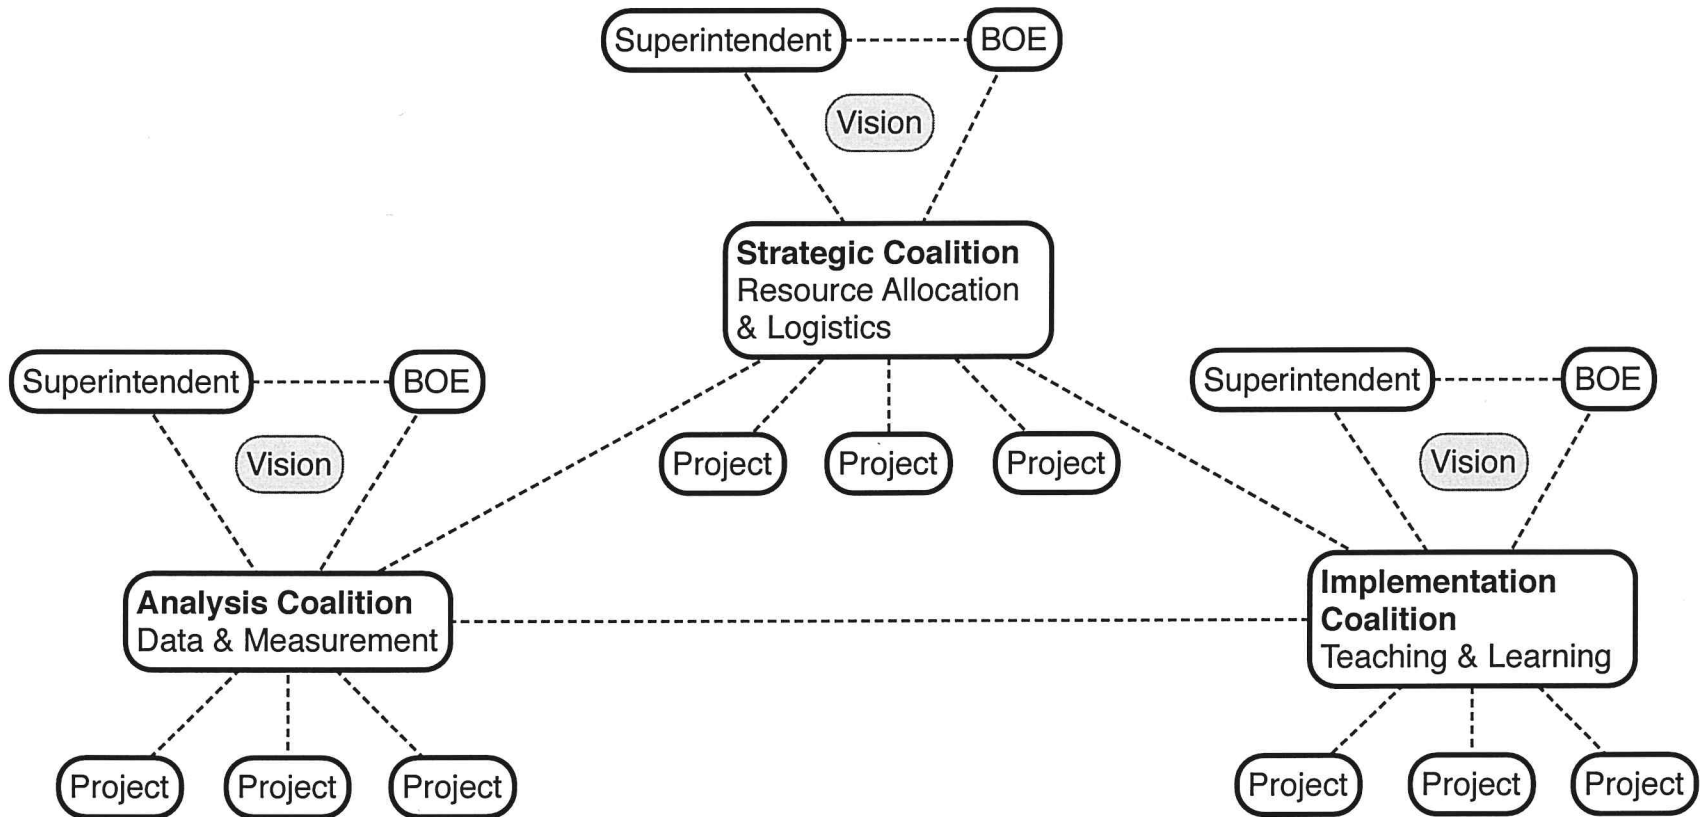 Superintendent
BOE
Vision
Strategic Coalition
Resource Allocation
& Logistics
Superintendent
BOE
Vision
Superintendent
BOE
Vision
Project
Project
Project
Analysis Coalition
Data & Measurement
Implementation
Coalition
Teaching & Learning
Project
Project
Project
Project
Project
Project